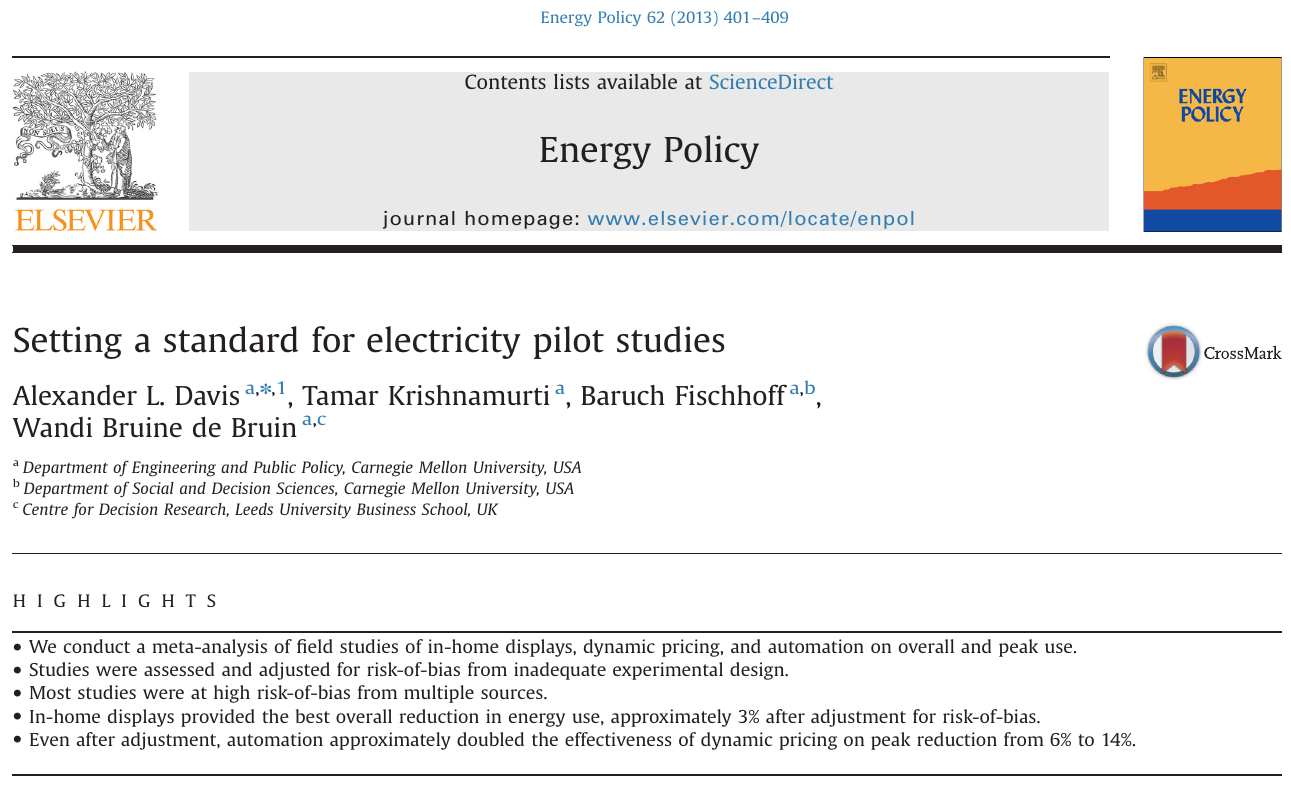 Energy Policy 62 (2013) 401–409
Contents lists available at ScienceDirect
Energy Policy
journal homepage: www.elsevier.com/locate/enpol
ELSEVIER
ENERGY
POLICY
Setting a standard for electricity pilot studies
CrossMark
Alexander L. Davis a,*,1, Tamar Krishnamurti a, Baruch Fischhoff a,b,
Wandi Bruine de Bruin a,c
a Department of Engineering and Public Policy, Carnegie Mellon University, USA
b Department of Social and Decision Sciences, Carnegie Mellon University, USA
c Centre for Decision Research, Leeds University Business School, UK
HIGHLIGHTS
• We conduct a meta-analysis of field studies of in-home displays, dynamic pricing, and automation on overall and peak use.
• Studies were assessed and adjusted for risk-of-bias from inadequate experimental design.
• Most studies were at high risk-of-bias from multiple sources.
• In-home displays provided the best overall reduction in energy use, approximately 3% after adjustment for risk-of-bias.
• Even after adjustment, automation approximately doubled the effectiveness of dynamic pricing on peak reduction from 6% to 14%.